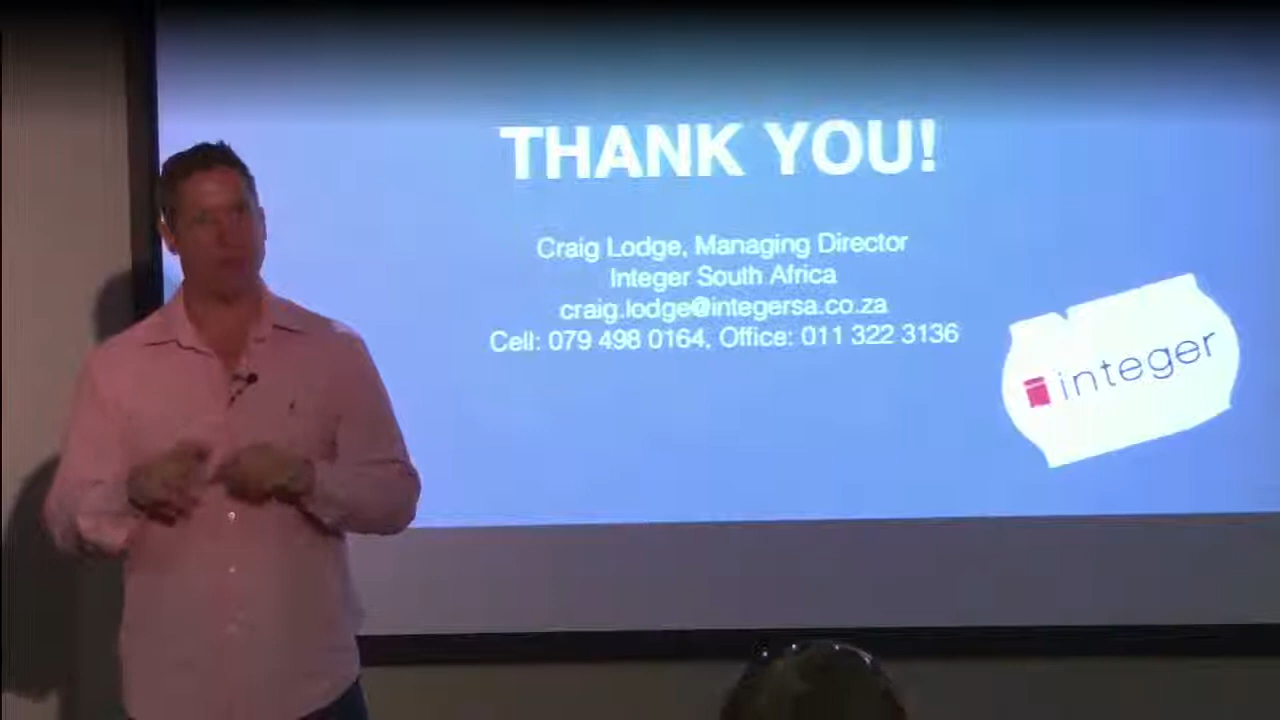 THANK YOU!
Craig Lodge, Managing Director
Integer South Africa
craig.lodge@integersa.co.za
Cell: 079 498 0164, Office: 011 322 3136
integer